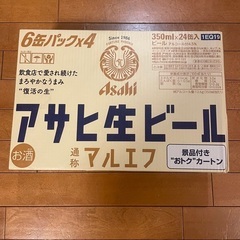 6缶パック×4
飲食店で愛され続けた
まろやかなうまみ
"復活の生"
Asahi
350ml×24缶入
ビール
アサヒ生ビール
お酒
通称
マルエフ
景品付き
"おトク"カートン